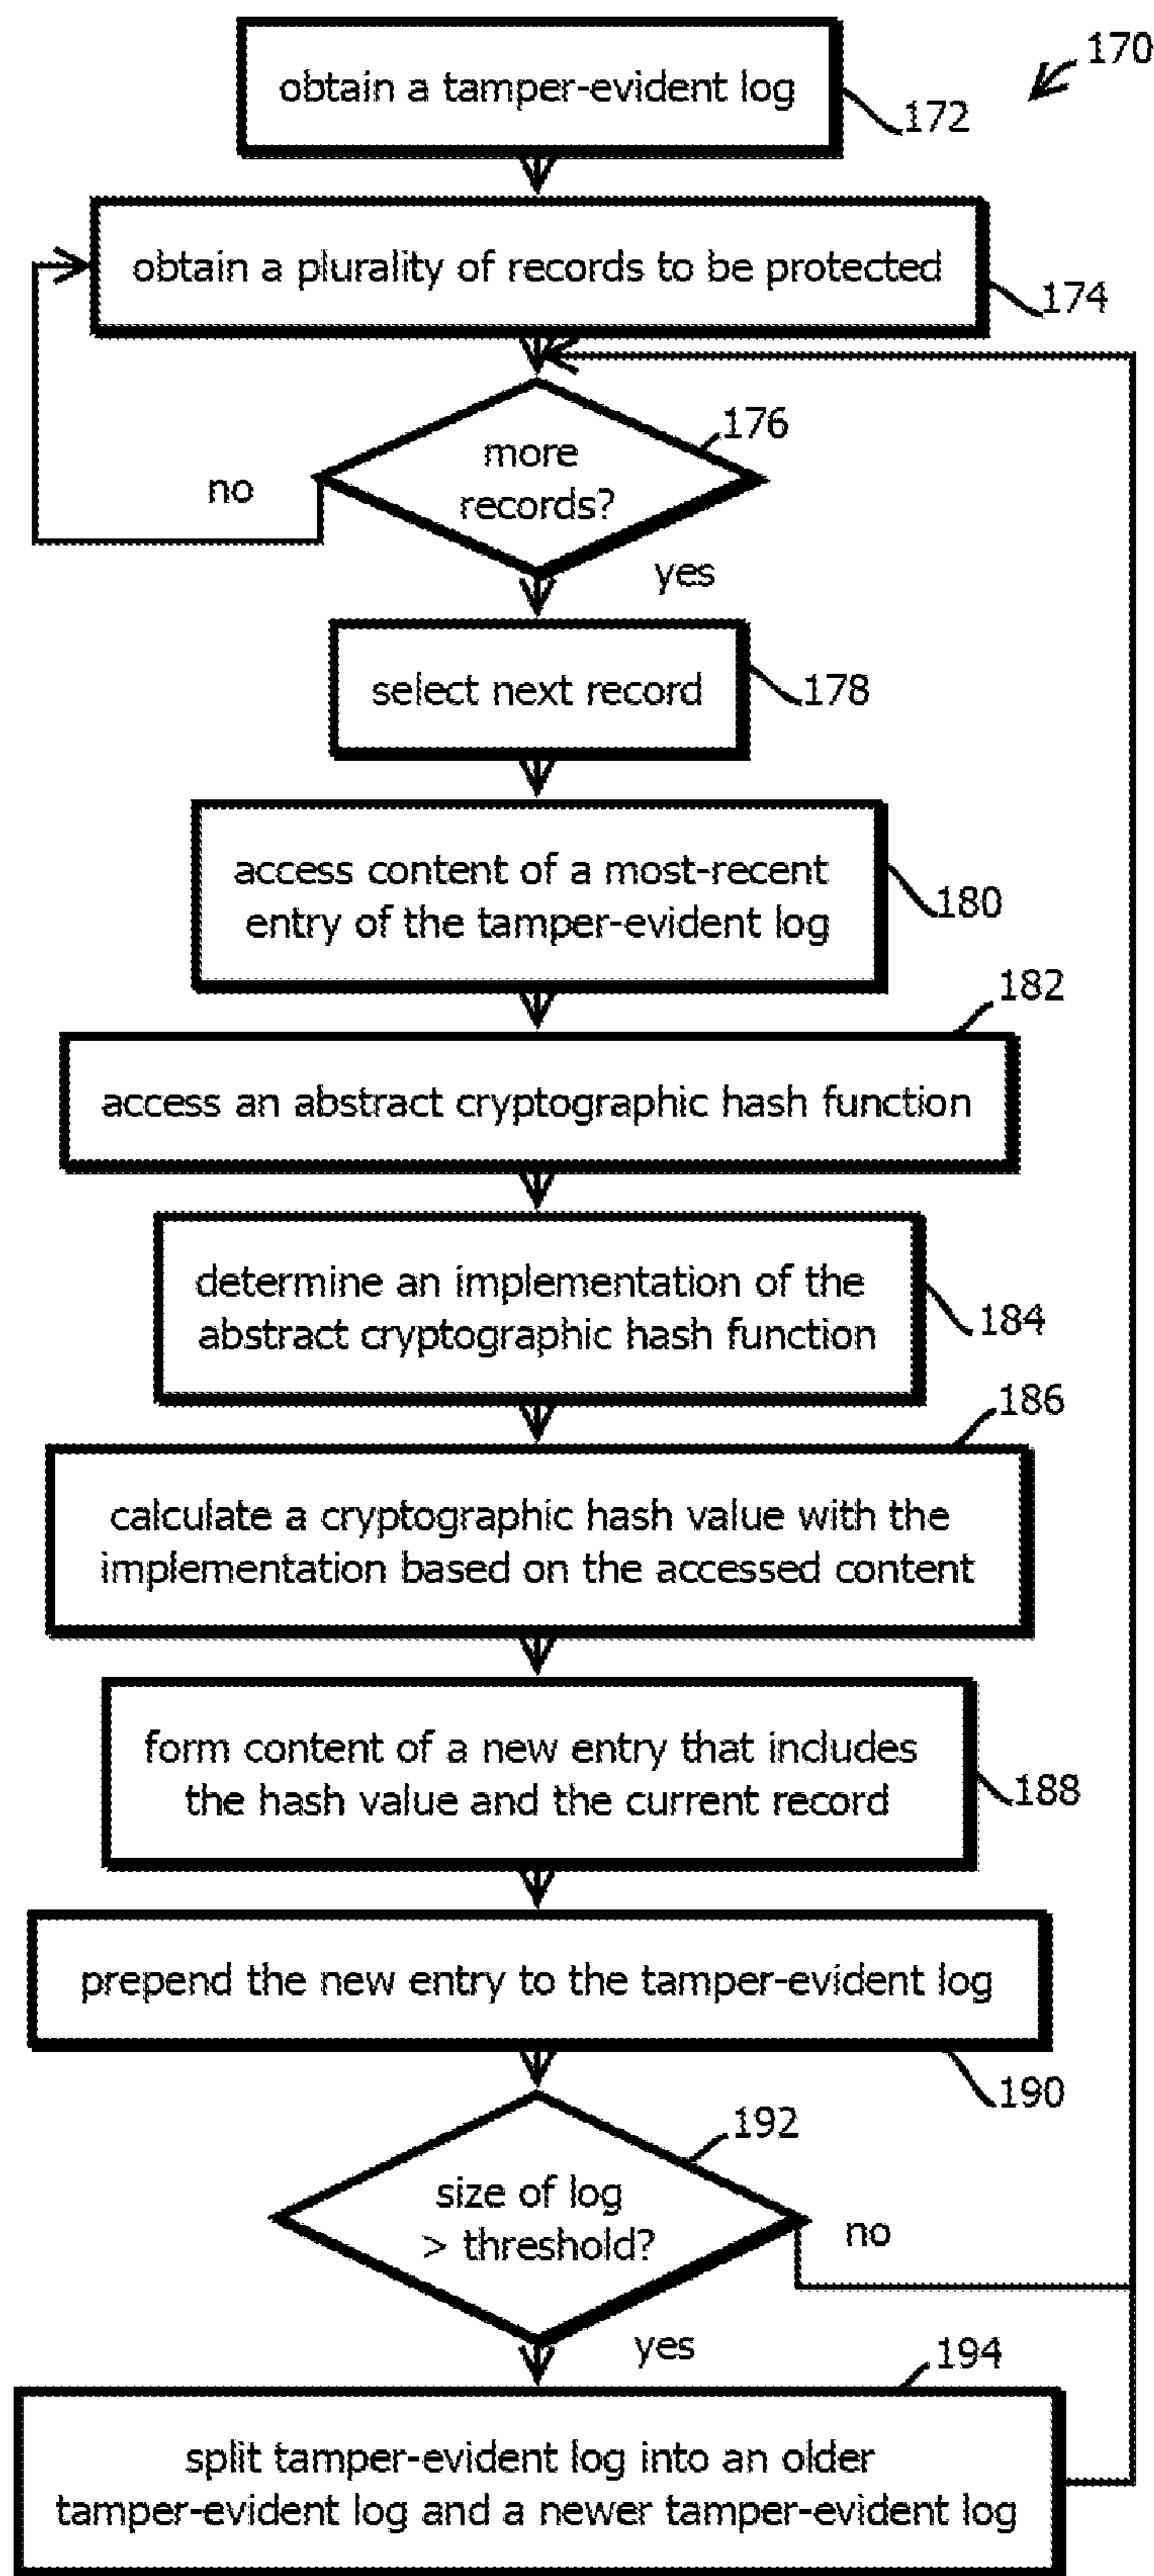 170
obtain a tamper-evident log
172
obtain a plurality of records to be protected
174
176
more
records?
no
yes
select next record
178
access content of a most-recent
entry of the tamper-evident log
180
182
access an abstract cryptographic hash function
determine an implementation of the
abstract cryptographic hash function
184
186
calculate a cryptographic hash value with the
implementation based on the accessed content
form content of a new entry that includes
the hash value and the current record
188
prepend the new entry to the tamper-evident log
190
192
size of log
> threshold?
no
yes
194
split tamper-evident log into an older
tamper-evident log and a newer tamper-evident log